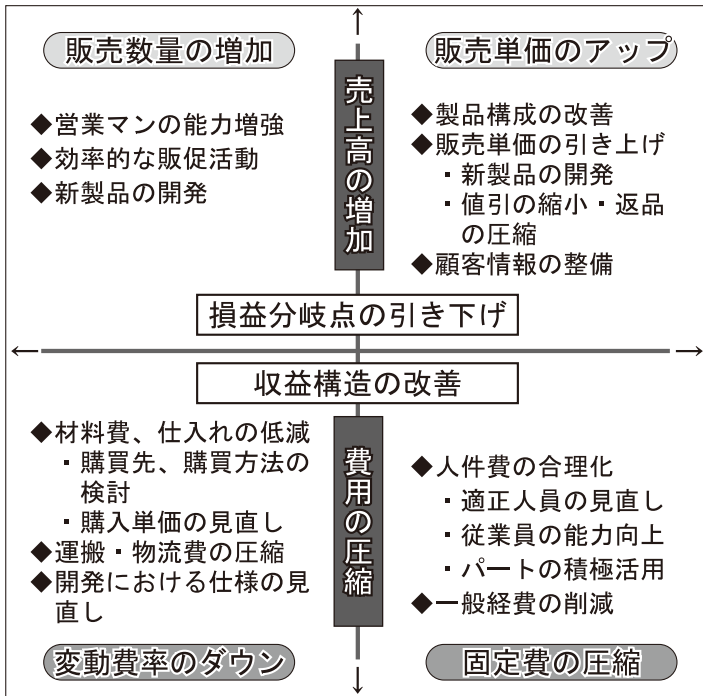 販売数量の増加
◆営業マンの能力増強
◆効率的な販促活動
◆新製品の開発
売上高の増加
販売単価のアップ
◆製品構成の改善
◆販売単価の引き上げ
・新製品の開発
・値引の縮小・返品
の圧縮
◆顧客情報の整備
損益分岐点の引き下げ
収益構造の改善
◆材料費、仕入れの低減
・購買先、購買方法の
検討
・購入単価の見直し
◆運搬・物流費の圧縮
◆開発における仕様の見
直し
変動費率のダウン
費用の圧縮
◆人件費の合理化
・適正人員の見直し
・従業員の能力向上
・パートの積極活用
◆一般経費の削減
固定費の圧縮